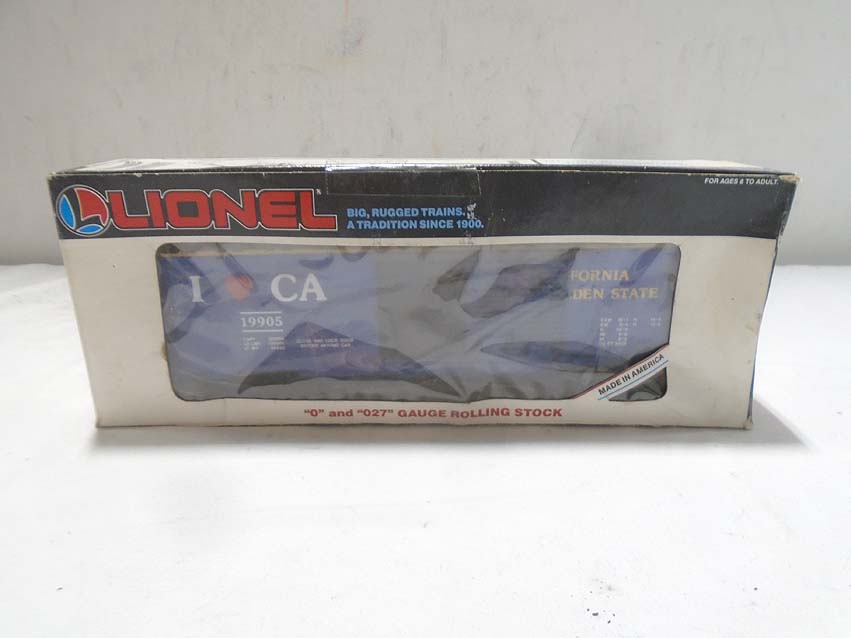 LIONEL
BIG, RUGGED TRAINS.
A TRADITION SINCE 1900.
FOR AGES 8 TO ADULT.
I ♥ CA
19905
FORNIA
DEN STATE
MADE IN AMERICA
"O" and "027" GAUGE ROLLING STOCK